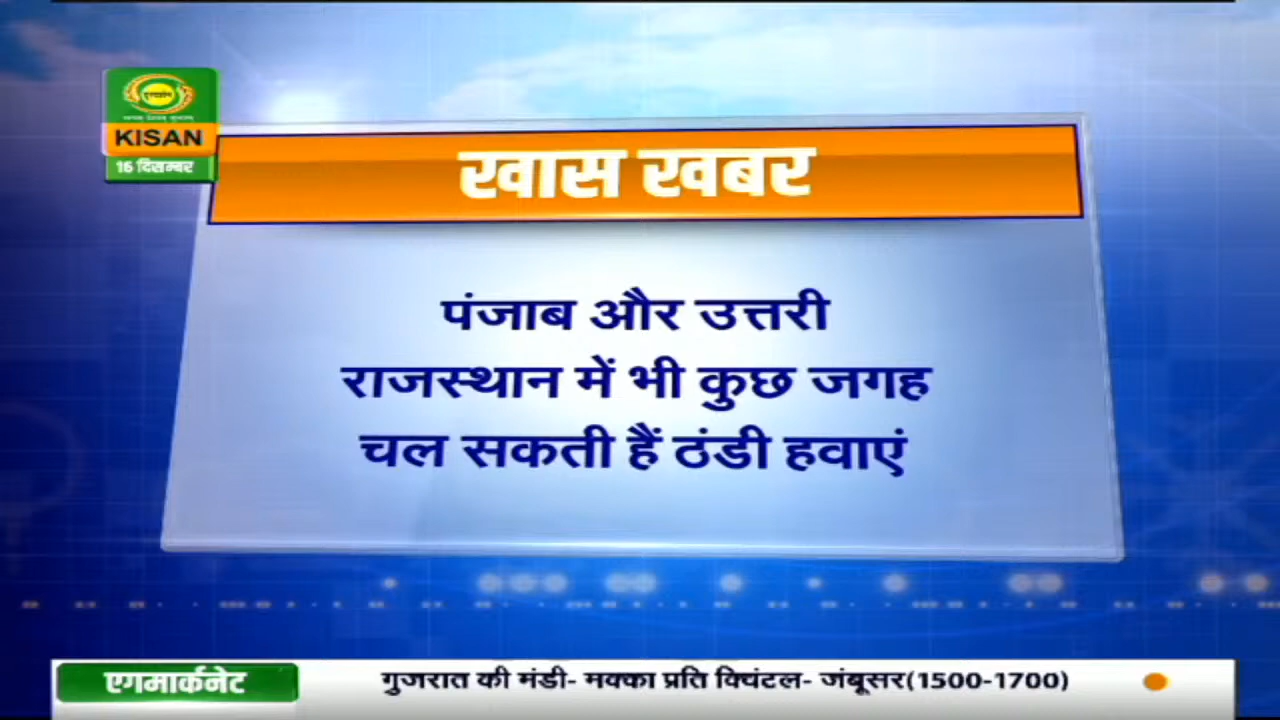 KISAN
16 दिसम्बर
खास खबर
पंजाब और उत्तरी
राजस्थान में भी कुछ जगह
चल सकती हैं ठंडी हवाएं
एगमार्कनेट
गुजरात की मंडी- मक्का प्रति क्विंटल- जंबूसर(1500-1700)